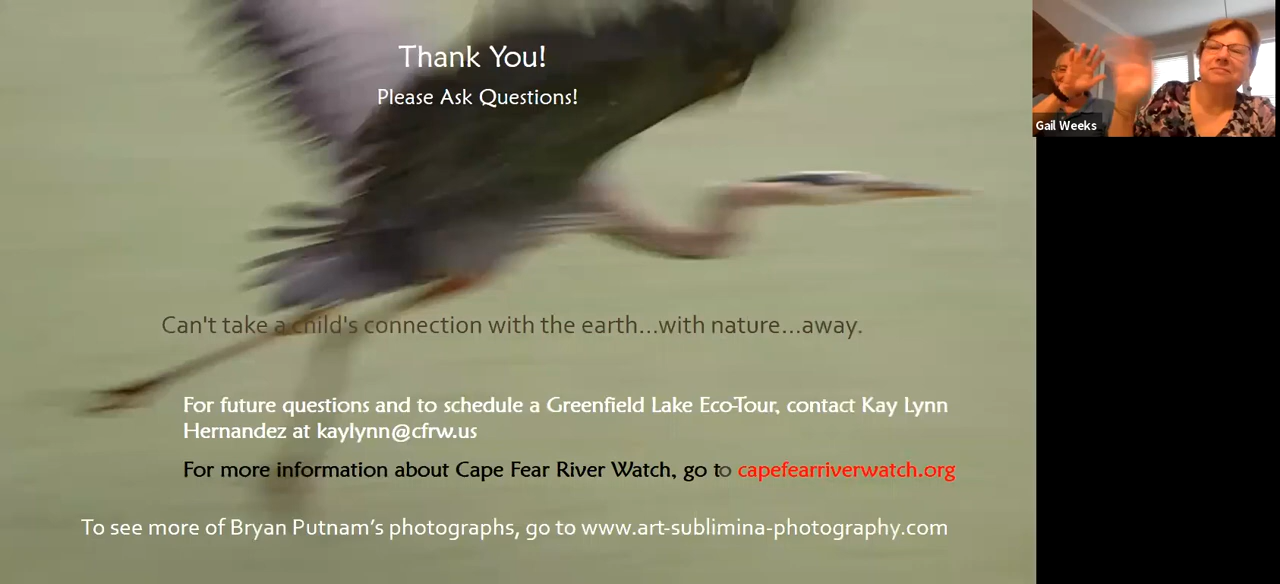 Thank You!
Please Ask Questions!
Gail Weeks
Can't take a child's connection with the earth...with nature...away.
For future questions and to schedule a Greenfield Lake Eco-Tour, contact Kay Lynn
Hernandez at kaylynn@cfrw.us
For more information about Cape Fear River Watch, go to capefearriverwatch.org
To see more of Bryan Putnam’s photographs, go to www.art-sublimina-photography.com